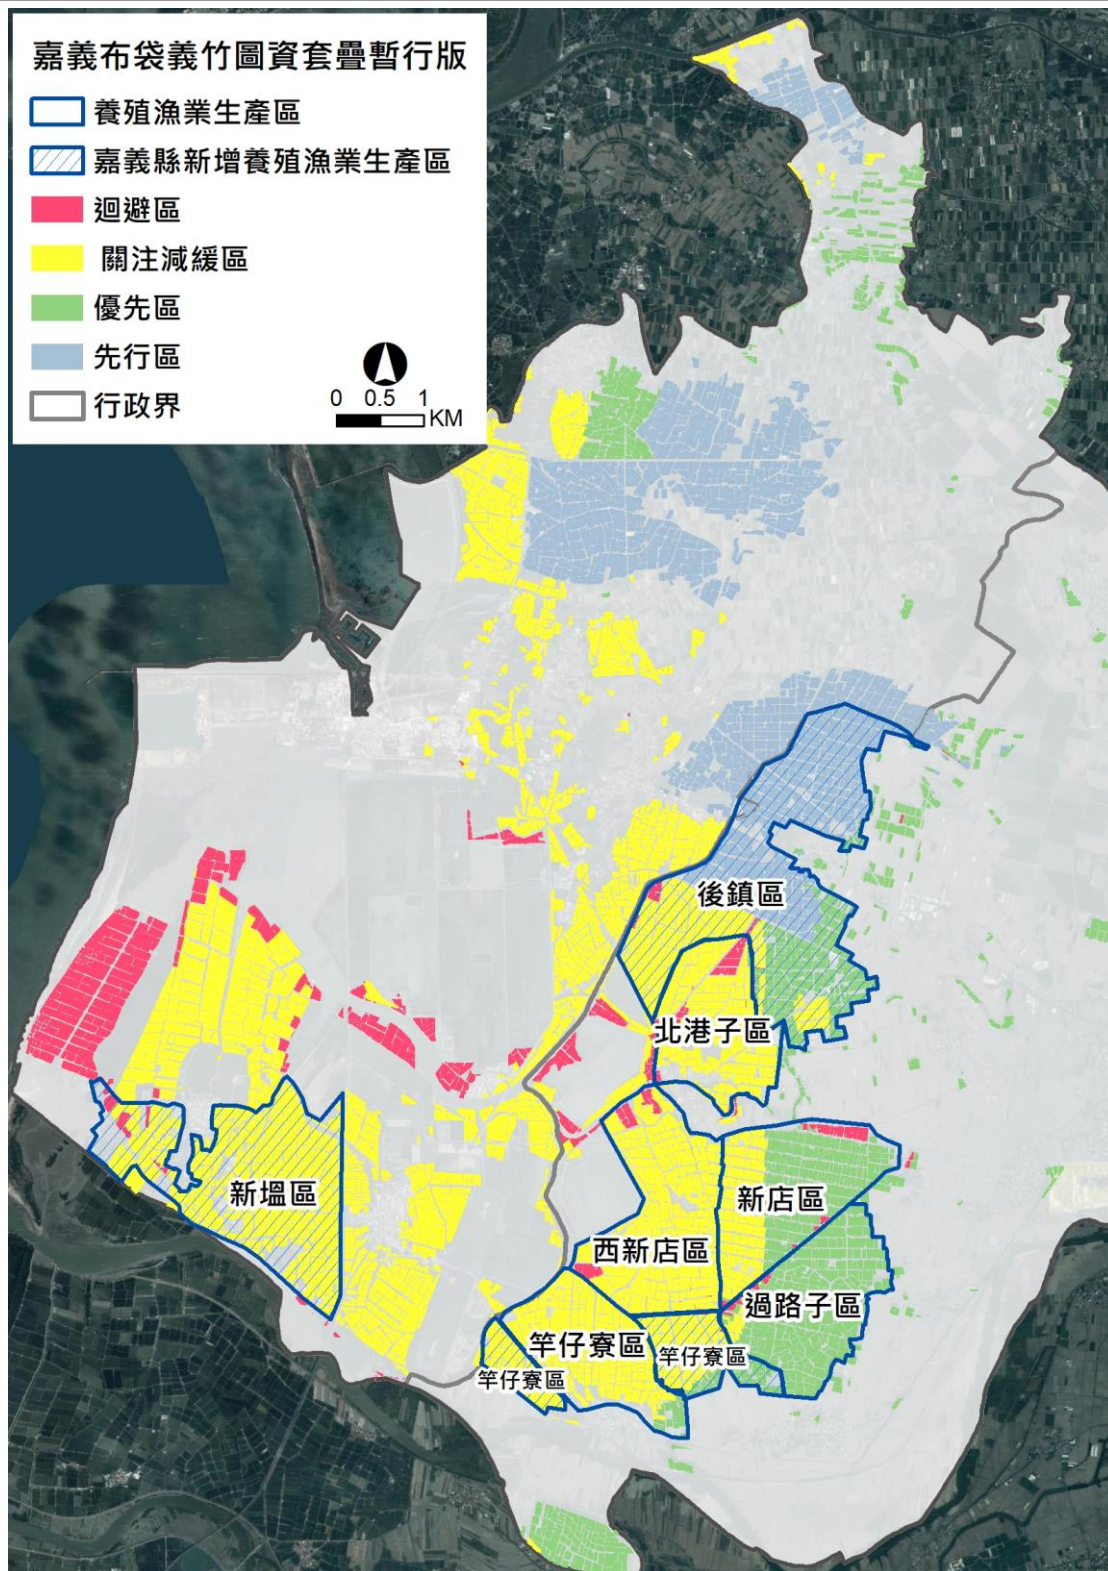 嘉義布袋義竹圖資套疊暫行版
養殖漁業生產區
嘉義縣新增養殖漁業生產區
迴避區
關注減緩區
優先區
先行區
行政界
0 0.5 1
KM
後鎮區
北港子區
新塭區
新店區
西新店區
過路子區
竿仔寮區
竿仔寮區
竿仔寮區